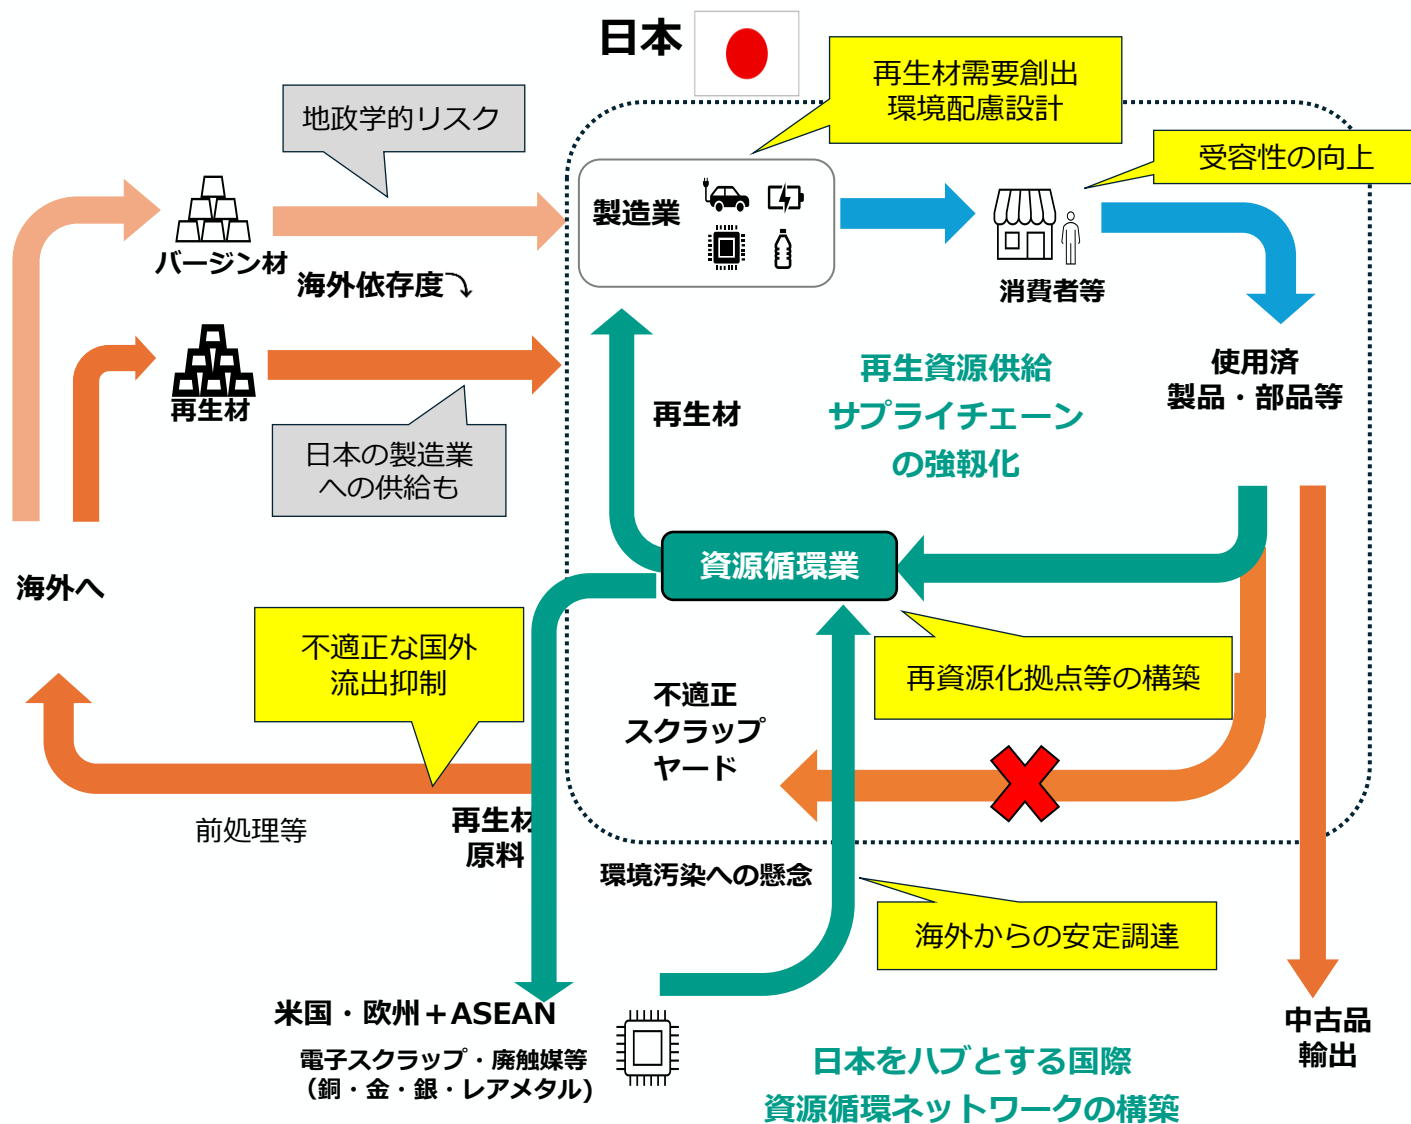 日本
再生材需要創出
環境配慮設計
地政学的リスク
受容性の向上
製造業
バージン材
海外依存度
消費者等
再生材
日本の製造業
への供給も
再生材
再生資源供給
サプライチェーン
の強靱化
使用済
製品・部品等
資源循環業
海外へ
不適正な国外
流出抑制
再資源化拠点等の構築
不適正
スクラップ
ヤード
前処理等
再生材
原料
環境汚染への懸念
海外からの安定調達
米国・欧州＋ASEAN
電子スクラップ・廃触媒等
（銅・金・銀・レアメタル)
中古品
輸出
日本をハブとする国際
資源循環ネットワークの構築